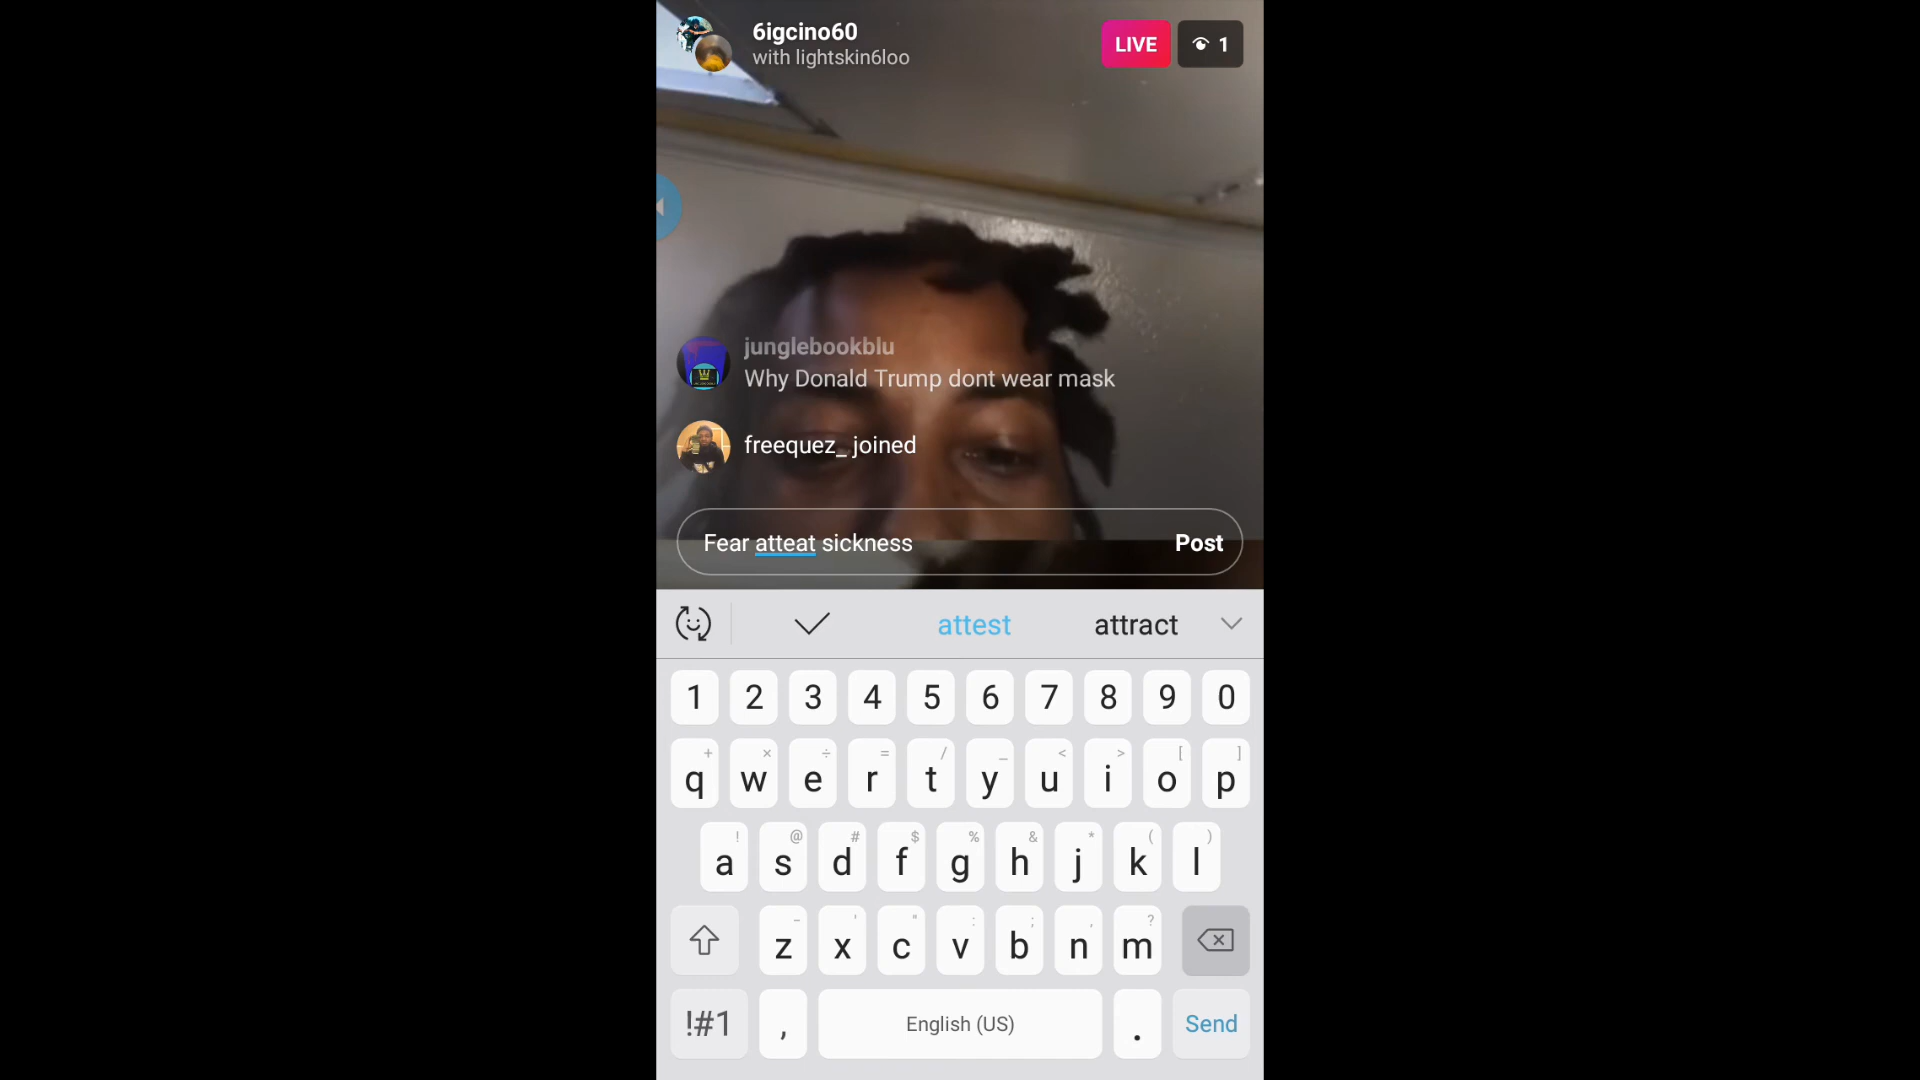 6igcino60
with lightskin6loo
LIVE
1
junglebookblu
Why Donald Trump dont wear mask
freequez_ joined
Fear atteat sickness
Post
attest
attract
1 2 3 4 5 6 7 8 9 0
+ × ÷ = / _ < > [ ]
q w e r t y u i o p
! @ # $ % & * ( )
a s d f g h j k l
- ' " : ; , ?
z x c v b n m
!#1 , English (US) . Send